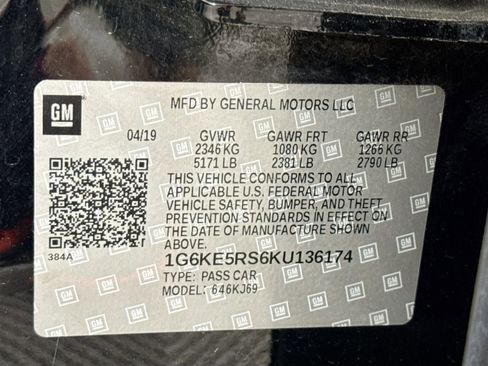 GM
MFD BY GENERAL MOTORS LLC
04/19 GVWR GAWR FRT GAWR RR
2346 KG 1080 KG 1266 KG
5171 LB 2381 LB 2790 LB
THIS VEHICLE CONFORMS TO ALL
APPLICABLE U.S. FEDERAL MOTOR
VEHICLE SAFETY, BUMPER, AND THEFT
PREVENTION STANDARDS IN EFFECT ON
THE DATE OF MANUFACTURE SHOWN
ABOVE.
384A
1G6KE5RS6KU136174
TYPE: PASS CAR
MODEL: 646KJ69